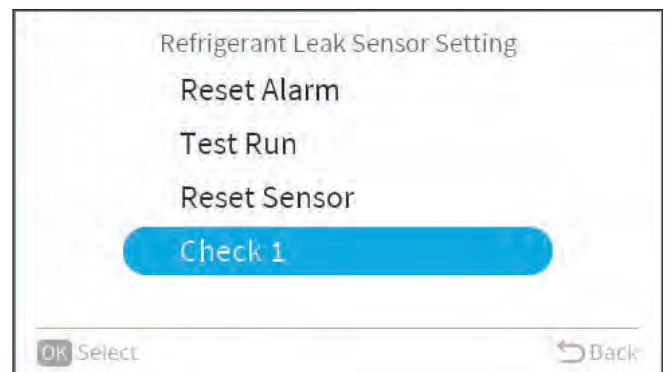 Refrigerant Leak Sensor Setting
Reset Alarm
Test Run
Reset Sensor
Check 1
OK Select Back